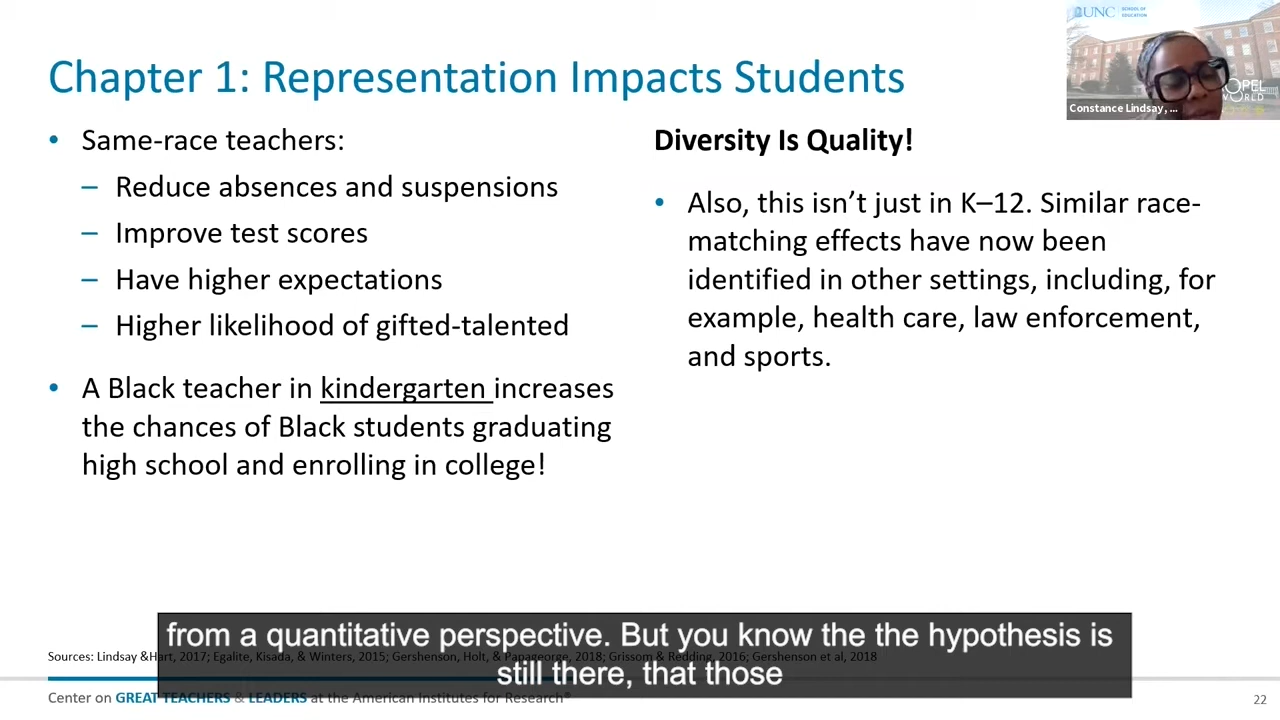 UNC SCHOOL OF EDUCATION
OPEL
WORLD
Constance Lindsay, ...
Chapter 1: Representation Impacts Students
• Same-race teachers:
– Reduce absences and suspensions
– Improve test scores
– Have higher expectations
– Higher likelihood of gifted-talented
• A Black teacher in kindergarten increases
the chances of Black students graduating
high school and enrolling in college!
Diversity Is Quality!
• Also, this isn’t just in K–12. Similar race-
matching effects have now been
identified in other settings, including, for
example, health care, law enforcement,
and sports.
from a quantitative perspective. But you know the the hypothesis is
still there, that those
Sources: Lindsay &Hart, 2017; Egalite, Kisada, & Winters, 2015; Gershenson, Holt, & Papageorge, 2018; Grissom & Redding, 2016; Gershenson et al, 2018
Center on GREAT TEACHERS & LEADERS at the American Institutes for Research®
22